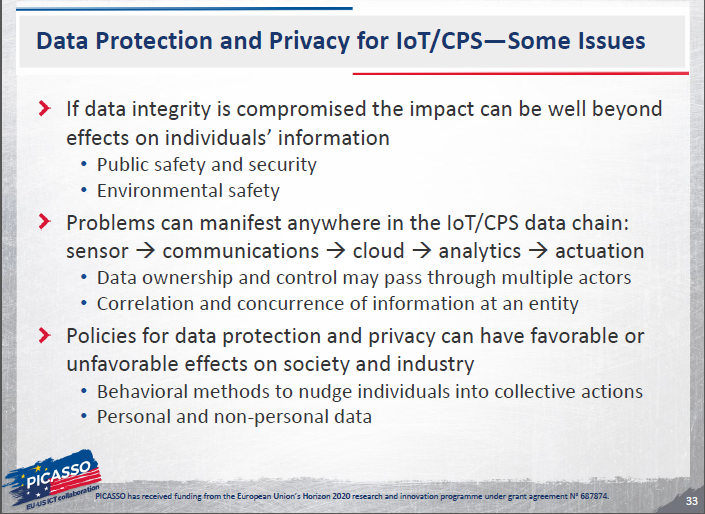 Data Protection and Privacy for IoT/CPS—Some Issues
If data integrity is compromised the impact can be well beyond
effects on individuals’ information
• Public safety and security
• Environmental safety
Problems can manifest anywhere in the IoT/CPS data chain:
sensor → communications → cloud → analytics → actuation
• Data ownership and control may pass through multiple actors
• Correlation and concurrence of information at an entity
Policies for data protection and privacy can have favorable or
unfavorable effects on society and industry
• Behavioral methods to nudge individuals into collective actions
• Personal and non-personal data
PICASSO
EU-US ICT collaboration
PICASSO has received funding from the European Union’s Horizon 2020 research and innovation programme under grant agreement Nº 687874.
33